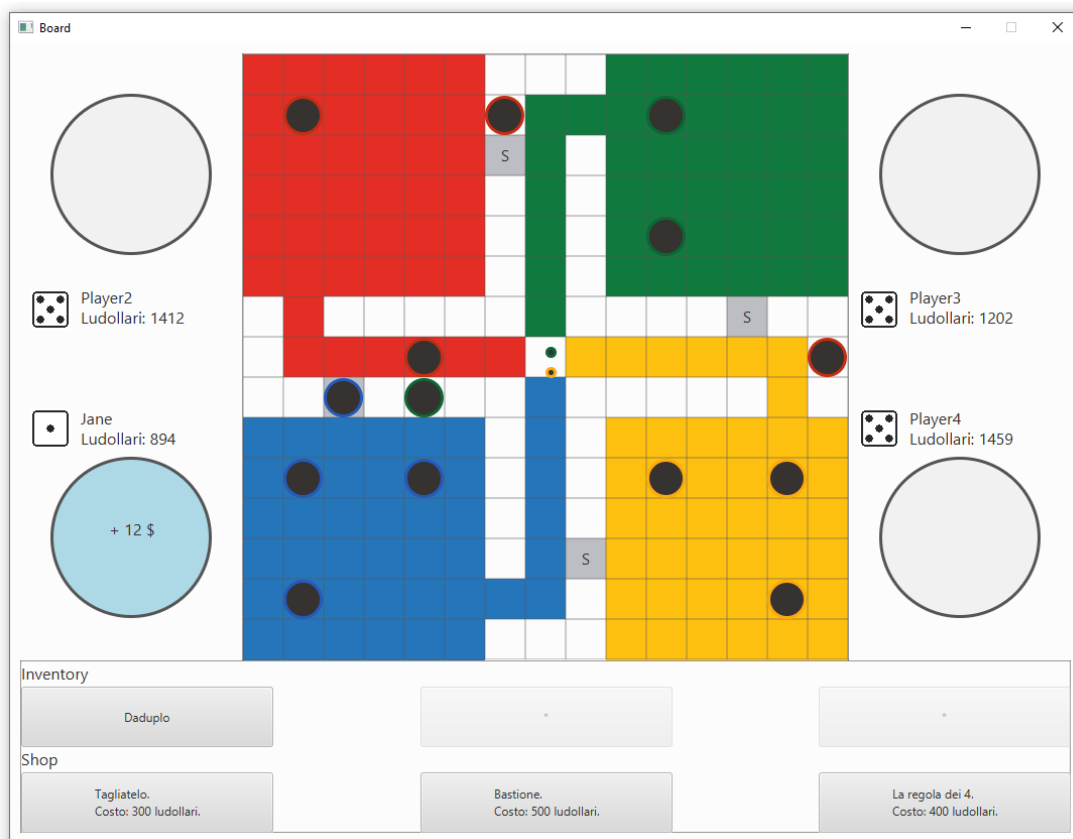 Board
S
Player2
Ludollari: 1412
Player3
Ludollari: 1202
S
Jane
Ludollari: 894
Player4
Ludollari: 1459
+ 12 $
S
Inventory
Daduplo
*
*
Shop
Tagliatelo.
Costo: 300 ludollari.
Bastione.
Costo: 500 ludollari.
La regola dei 4.
Costo: 400 ludollari.